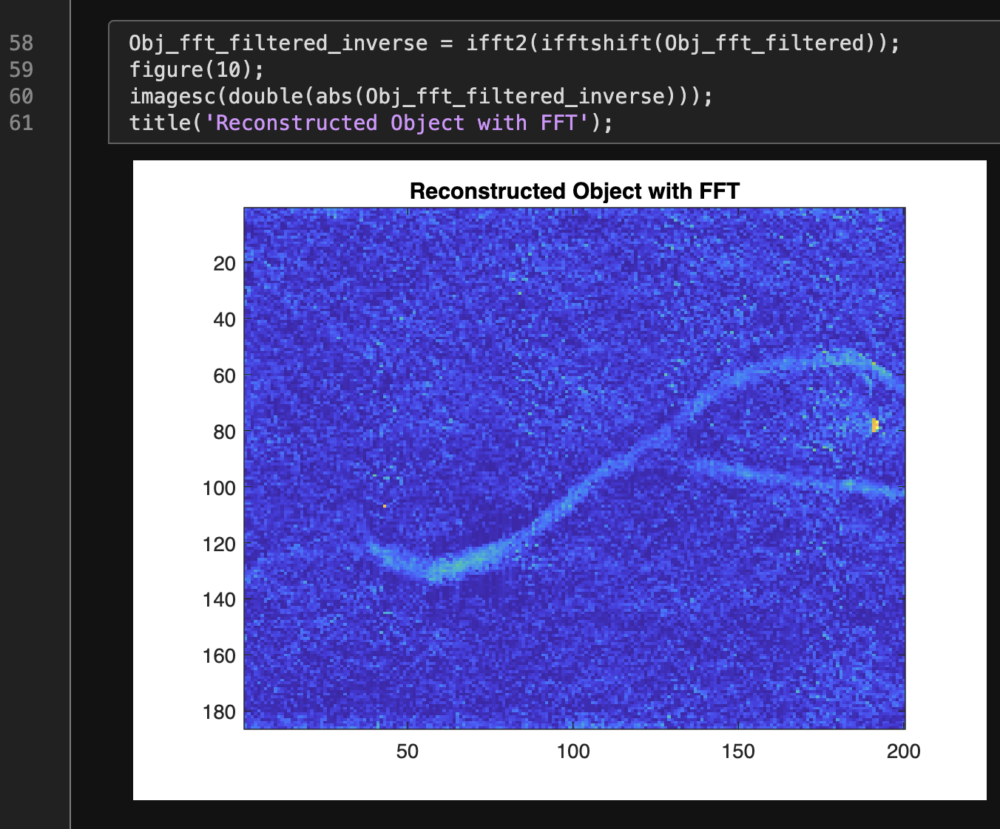 58 Obj_fft_filtered_inverse = ifft2(ifftshift(Obj_fft_filtered));
59 figure(10);
60 imagesc(double(abs(Obj_fft_filtered_inverse)));
61 title('Reconstructed Object with FFT');
Reconstructed Object with FFT
20
40
60
80
100
120
140
160
180
50 100 150 200